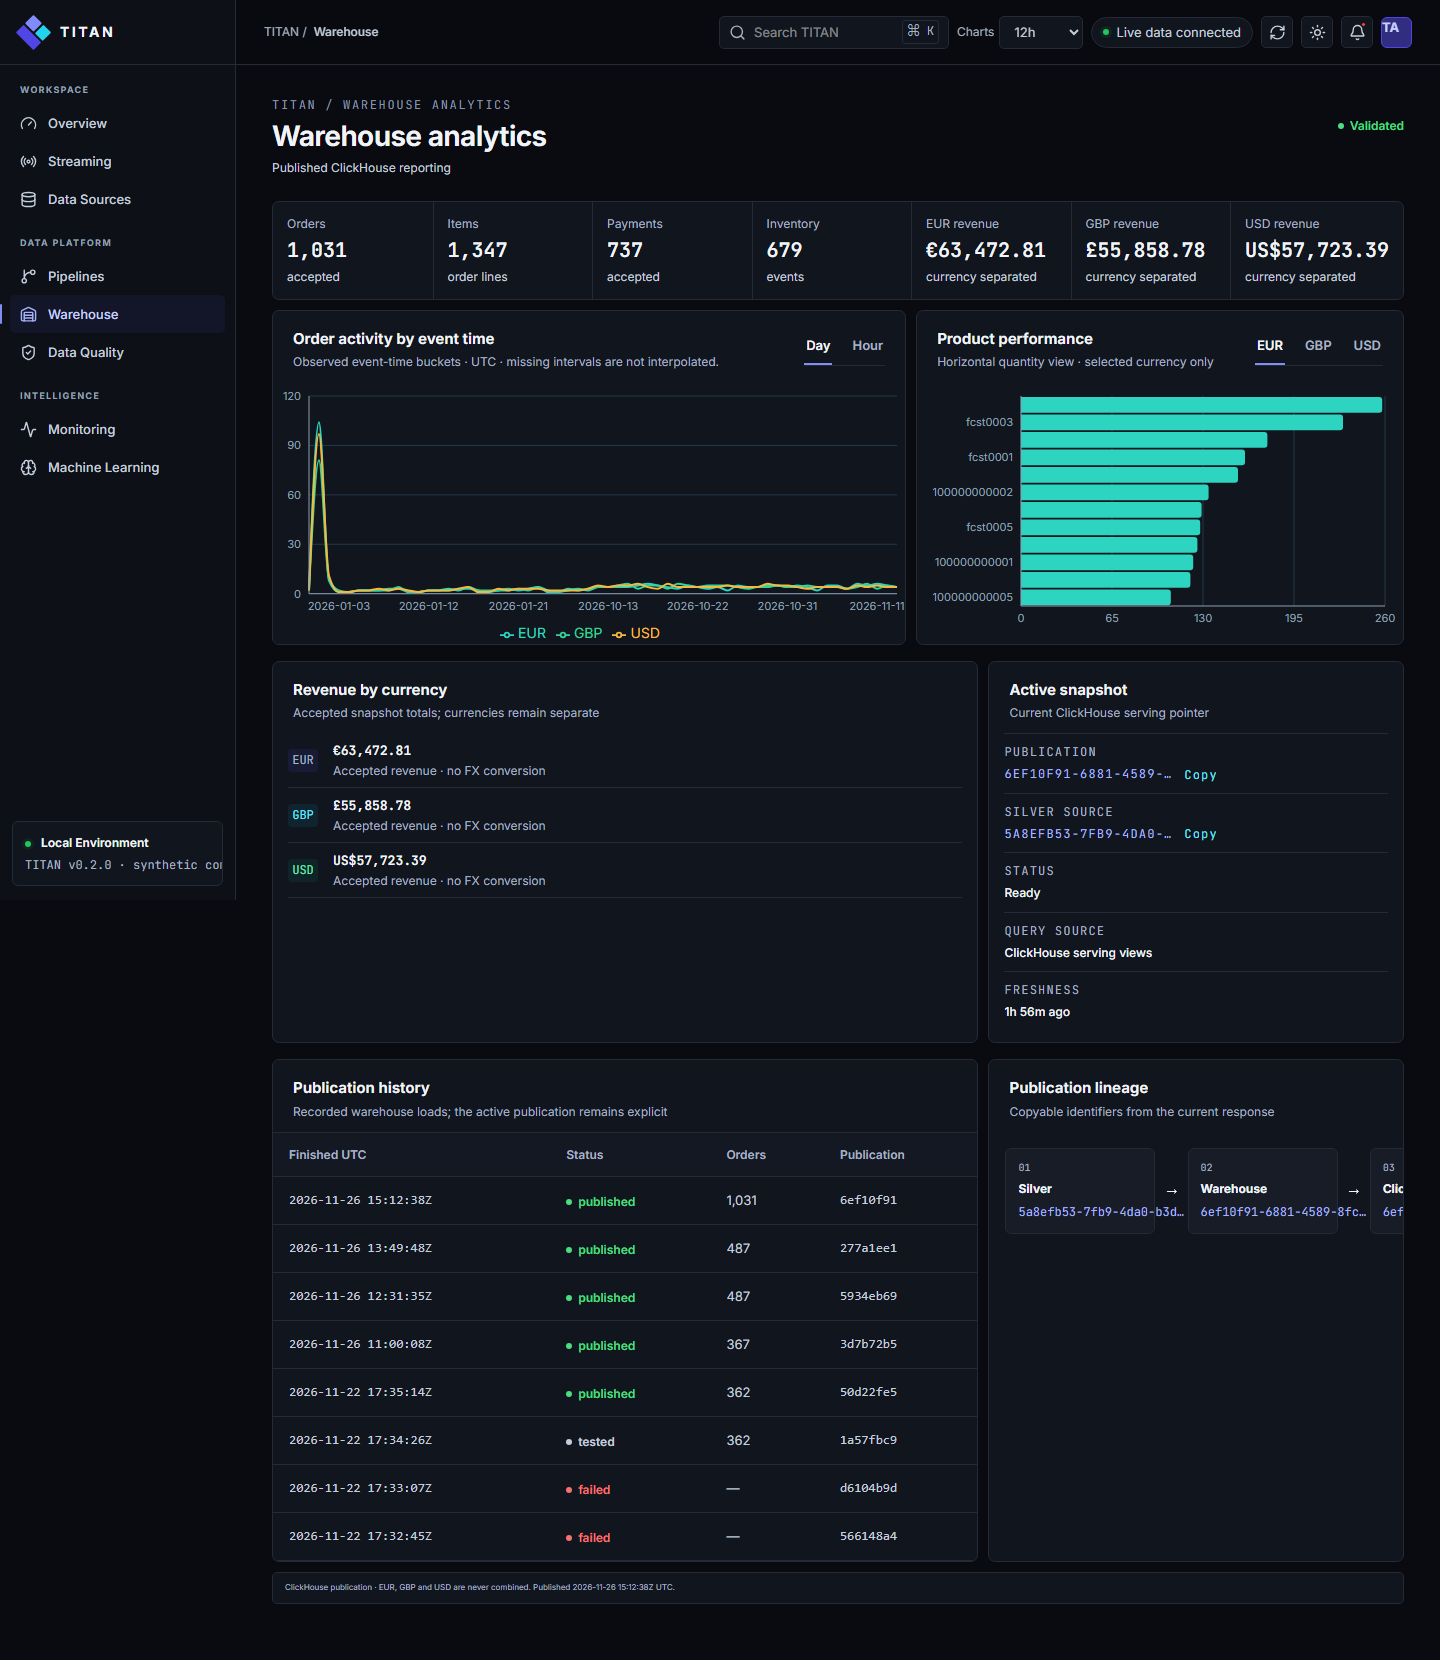 TITAN
TITAN / Warehouse
Search TITAN
⌘ K
Charts
12h
Live data connected
TA
WORKSPACE
Overview
Streaming
Data Sources
DATA PLATFORM
Pipelines
Warehouse
Data Quality
INTELLIGENCE
Monitoring
Machine Learning
Local Environment
TITAN v0.2.0 · synthetic
TITAN / WAREHOUSE ANALYTICS
Warehouse analytics
Published ClickHouse reporting
Validated
Orders
1,031
accepted
Items
1,347
order lines
Payments
737
accepted
Inventory
679
events
EUR revenue
€63,472.81
currency separated
GBP revenue
£55,858.78
currency separated
USD revenue
US$57,723.39
currency separated
Order activity by event time
Observed event-time buckets · UTC · missing intervals are not interpolated.
Day Hour
120
90
60
30
0
2026-01-03 2026-01-12 2026-01-21 2026-10-13 2026-10-22 2026-10-31 2026-11-11
EUR GBP USD
Product performance
Horizontal quantity view · selected currency only
EUR GBP USD
fcst0003
fcst0001
100000000002
fcst0005
100000000001
100000000005
0 65 130 195 260
Revenue by currency
Accepted snapshot totals; currencies remain separate
EUR
€63,472.81
Accepted revenue · no FX conversion
GBP
£55,858.78
Accepted revenue · no FX conversion
USD
US$57,723.39
Accepted revenue · no FX conversion
Active snapshot
Current ClickHouse serving pointer
PUBLICATION
6EF10F91-6881-4589-… Copy
SILVER SOURCE
5A8EFB53-7FB9-4DA0-… Copy
STATUS
Ready
QUERY SOURCE
ClickHouse serving views
FRESHNESS
1h 56m ago
Publication history
Recorded warehouse loads; the active publication remains explicit
Finished UTC Status Orders Publication
2026-11-26 15:12:38Z published 1,031 6ef10f91
2026-11-26 13:49:48Z published 487 277a1ee1
2026-11-26 12:31:35Z published 487 5934eb69
2026-11-26 11:00:08Z published 367 3d7b72b5
2026-11-22 17:35:14Z published 362 50d22fe5
2026-11-22 17:34:26Z tested 362 1a57fbc9
2026-11-22 17:33:07Z failed — d6104b9d
2026-11-22 17:32:45Z failed — 566148a4
Publication lineage
Copyable identifiers from the current response
01
Silver
5a8efb53-7fb9-4da0-b3d…
→
02
Warehouse
6ef10f91-6881-4589-8fc…
→
03
Clic
6ef
ClickHouse publication · EUR, GBP and USD are never combined. Published 2026-11-26 15:12:38Z UTC.